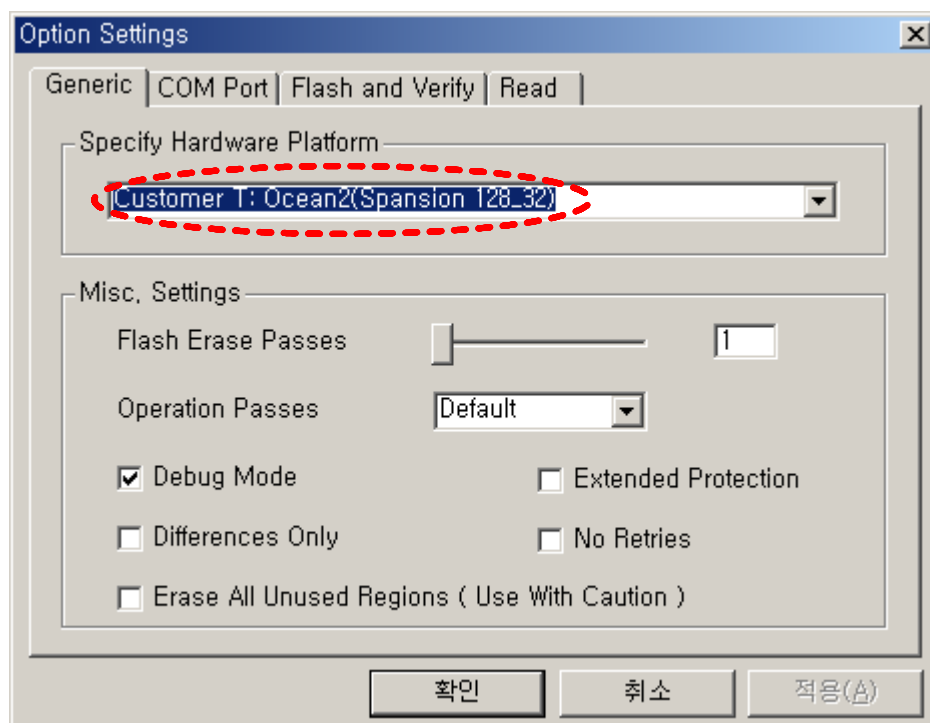 Option Settings
Generic COM Port Flash and Verify Read
Specify Hardware Platform
Customer T: Ocean2(Spansion 128_32)
Misc, Settings
Flash Erase Passes 1
Operation Passes Default
Debug Mode Extended Protection
Differences Only No Retries
Erase All Unused Regions ( Use With Caution )
확인 취소 적용(A)